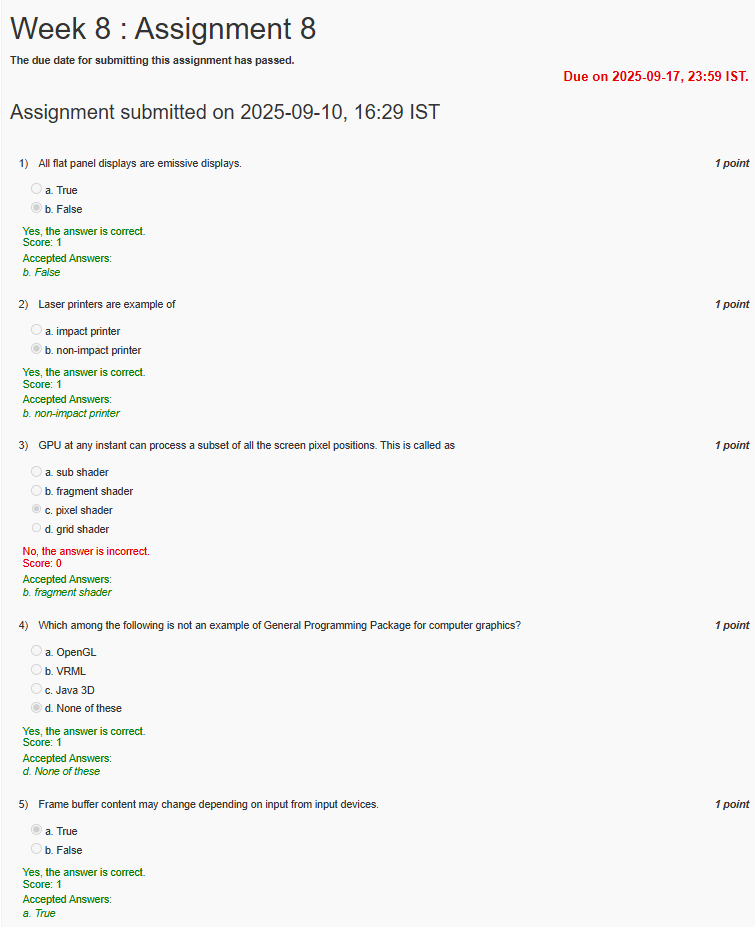 Week 8 : Assignment 8
The due date for submitting this assignment has passed.
Due on 2025-09-17, 23:59 IST.
Assignment submitted on 2025-09-10, 16:29 IST
1) All flat panel displays are emissive displays. 1 point
a. True
b. False
Yes, the answer is correct.
Score: 1
Accepted Answers:
b. False
2) Laser printers are example of 1 point
a. impact printer
b. non-impact printer
Yes, the answer is correct.
Score: 1
Accepted Answers:
b. non-impact printer
3) GPU at any instant can process a subset of all the screen pixel positions. This is called as 1 point
a. sub shader
b. fragment shader
c. pixel shader
d. grid shader
No, the answer is incorrect.
Score: 0
Accepted Answers:
b. fragment shader
4) Which among the following is not an example of General Programming Package for computer graphics? 1 point
a. OpenGL
b. VRML
c. Java 3D
d. None of these
Yes, the answer is correct.
Score: 1
Accepted Answers:
d. None of these
5) Frame buffer content may change depending on input from input devices. 1 point
a. True
b. False
Yes, the answer is correct.
Score: 1
Accepted Answers:
a. True